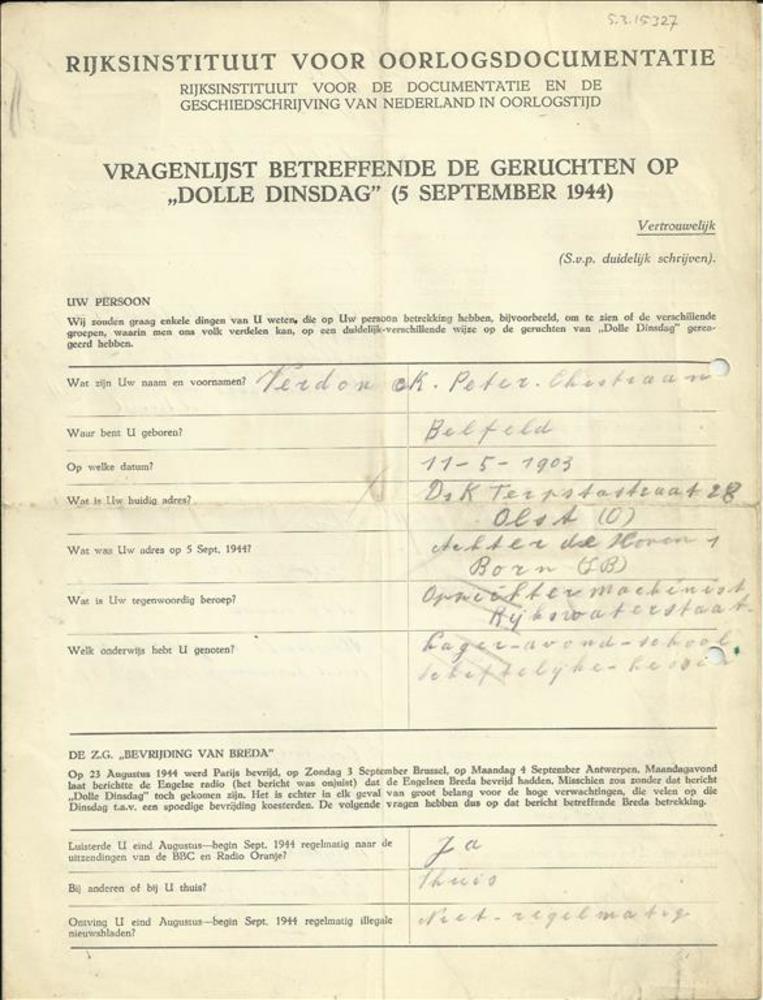 S.3.15327
RIJKSINSTITUUT VOOR OORLOGSDOCUMENTATIE
RIJKSINSTITUUT VOOR DE DOCUMENTATIE EN DE
GESCHIEDSCHRIJVING VAN NEDERLAND IN OORLOGSTIJD
VRAGENLIJST BETREFFENDE DE GERUCHTEN OP
„DOLLE DINSDAG” (5 SEPTEMBER 1944)
Vertrouwelijk
(S.v.p. duidelijk schrijven).
UW PERSOON
Wij zouden graag enkele dingen van U weten, die op Uw persoon betrekking hebben, bijvoorbeeld, om te zien of de verschillende
groepen, waarin men ons volk verdelen kan, op een duidelijk-verschillende wijze op de geruchten van „Dolle Dinsdag” gerea-
geerd hebben.
Wat zijn Uw naam en voornamen? Verdonck. Peter.
Waar bent U geboren? Belfeld
Op welke datum? 11-5-1903
Wat is Uw huidig adres? Ds K Terpstastraat 28
Olst (O)
Wat was Uw adres op 5 Sept. 1944? Achter de Hoven 1
Born (LB)
Wat is Uw tegenwoordig beroep? machinist
Rijkswaterstaat.
Welk onderwijs hebt U genoten? Lager-avond-school
DE Z.G. „BEVRIJDING VAN BREDA”
Op 23 Augustus 1944 werd Parijs bevrijd, op Zondag 3 September Brussel, op Maandag 4 September Antwerpen. Maandagavond
laat berichtte de Engelse radio (het bericht was onjuist) dat de Engelsen Breda bevrijd hadden. Misschien zou zonder dat bericht
„Dolle Dinsdag” toch gekomen zijn. Het is echter in elk geval van groot belang voor de hoge verwachtingen, die velen op die
Dinsdag t.a.v. een spoedige bevrijding koesterden. De volgende vragen hebben dus op dat bericht betreffende Breda betrekking.
Luisterde U eind Augustus—begin Sept. 1944 regelmatig naar de
uitzendingen van de BBC en Radio Oranje? Ja
Bij anderen of bij U thuis? Thuis
Ontving U eind Augustus—begin Sept. 1944 regelmatig illegale
nieuwsbladen? Niet-regelmatig